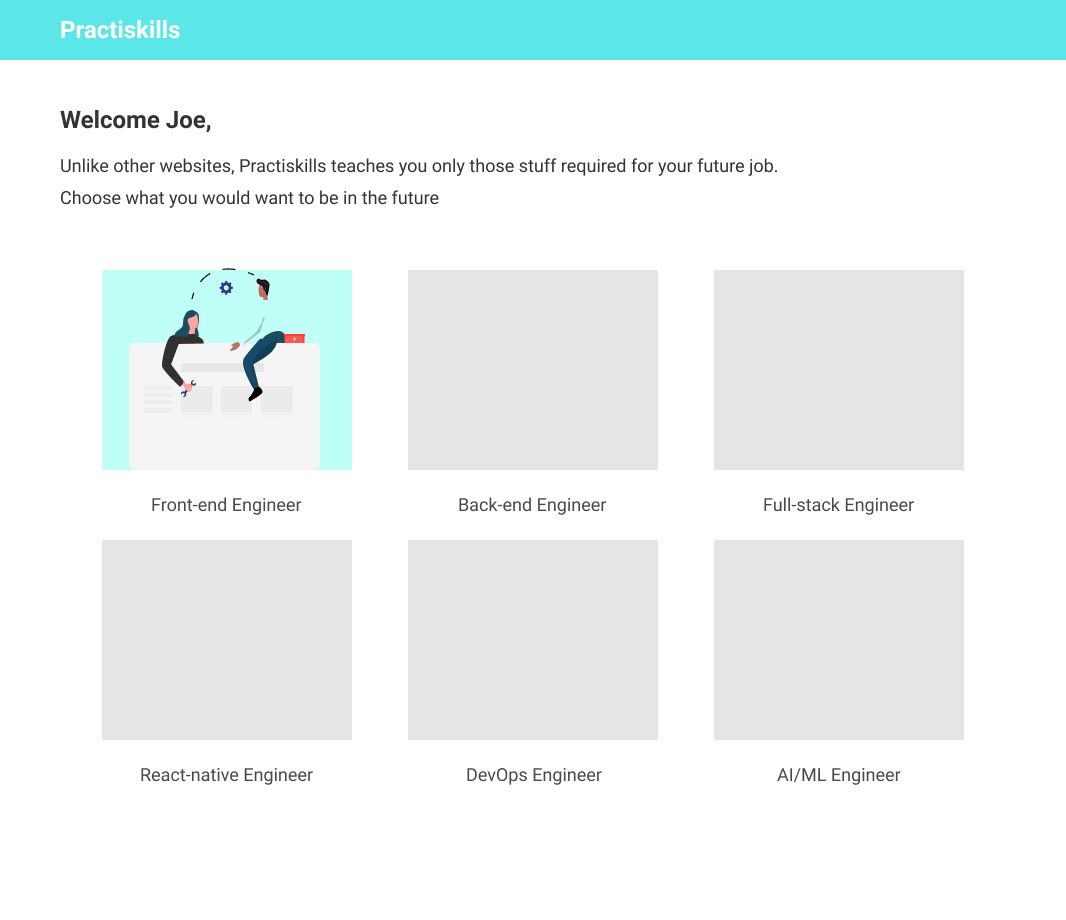 Practiskills
Welcome Joe,
Unlike other websites, Practiskills teaches you only those stuff required for your future job.
Choose what you would want to be in the future
Front-end Engineer
Back-end Engineer
Full-stack Engineer
React-native Engineer
DevOps Engineer
AI/ML Engineer